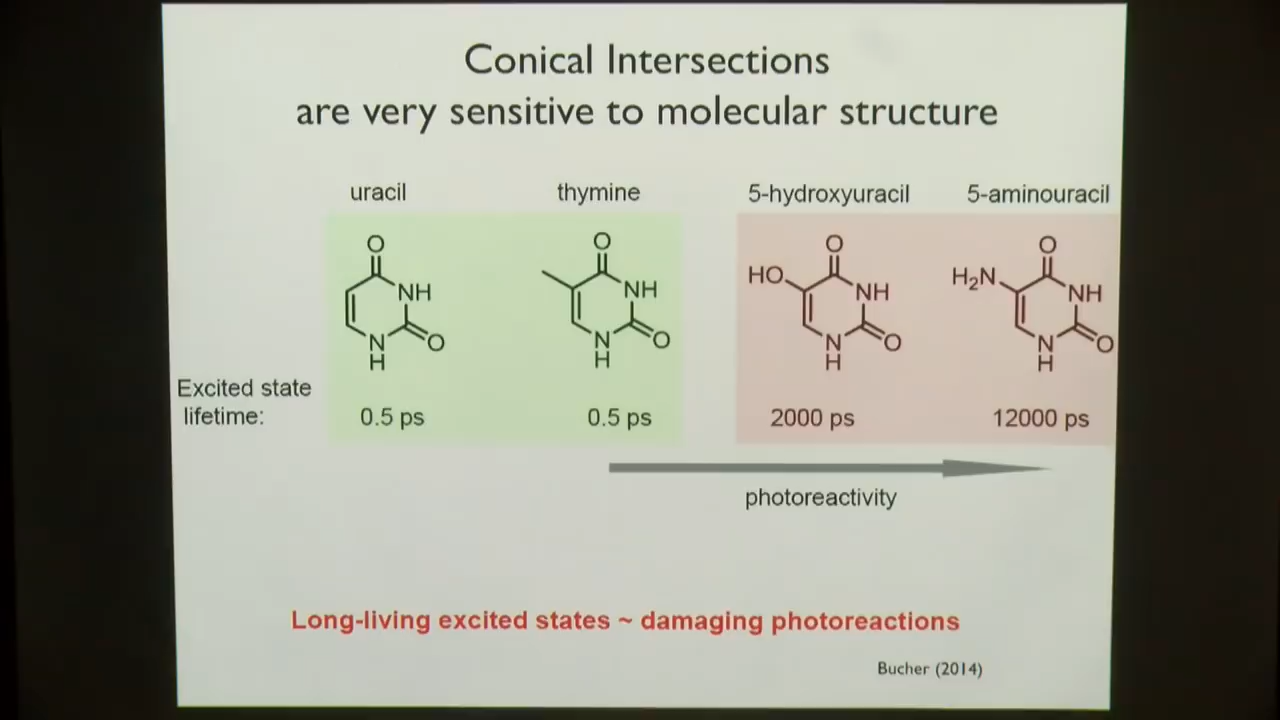 Conical Intersections
are very sensitive to molecular structure
uracil thymine 5-hydroxyuracil 5-aminouracil
O O O O
HO H₂N
NH NH NH NH
N O N O N O N O
H H H H
Excited state
lifetime: 0.5 ps 0.5 ps 2000 ps 12000 ps
photoreactivity
Long-living excited states ~ damaging photoreactions
Bucher (2014)